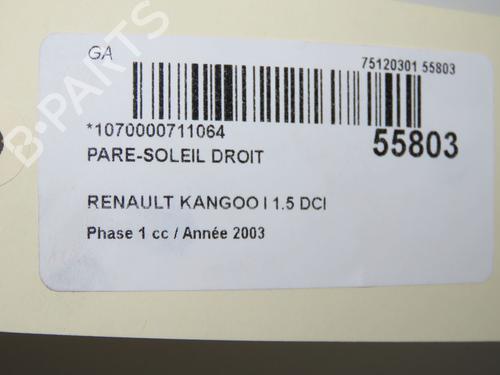 GA
75120301 55803
*1070000711064
55803
PARE-SOLEIL DROIT
RENAULT KANGOO I 1.5 DCI
Phase 1 cc / Année 2003
B-PARTS